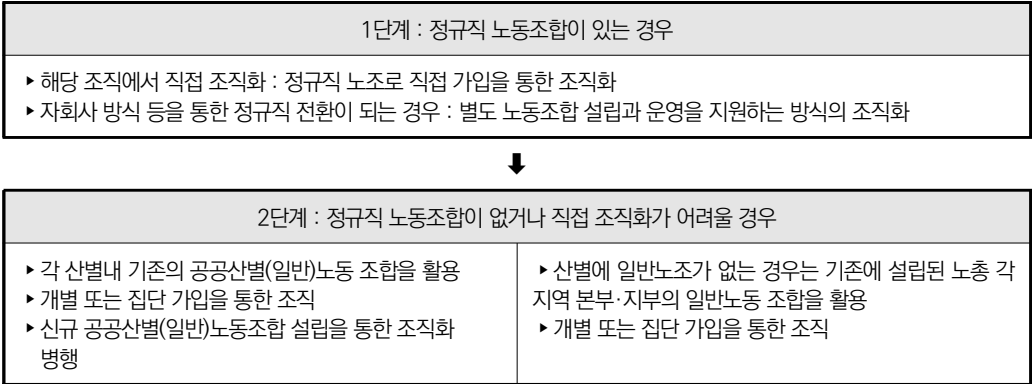 1단계 : 정규직 노동조합이 있는 경우
▸ 해당 조직에서 직접 조직화 : 정규직 노조로 직접 가입을 통한 조직화
▸ 자회사 방식 등을 통한 정규직 전환이 되는 경우 : 별도 노동조합 설립과 운영을 지원하는 방식의 조직화
2단계 : 정규직 노동조합이 없거나 직접 조직화가 어려울 경우
▸ 각 산별내 기존의 공공산별(일반)노동 조합을 활용
▸ 개별 또는 집단 가입을 통한 조직
▸ 신규 공공산별(일반)노동조합 설립을 통한 조직화
병행
▸ 산별에 일반노조가 없는 경우는 기존에 설립된 노총 각
지역 본부·지부의 일반노동 조합을 활용
▸ 개별 또는 집단 가입을 통한 조직